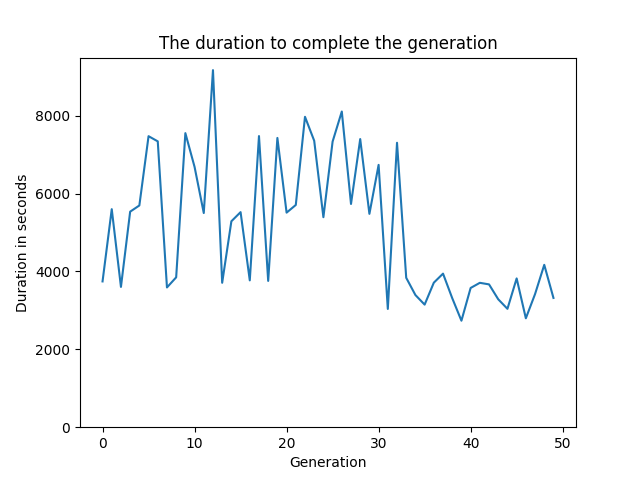 The duration to complete the generation
Duration in seconds
8000
6000
4000
2000
0
0 10 20 30 40 50
Generation